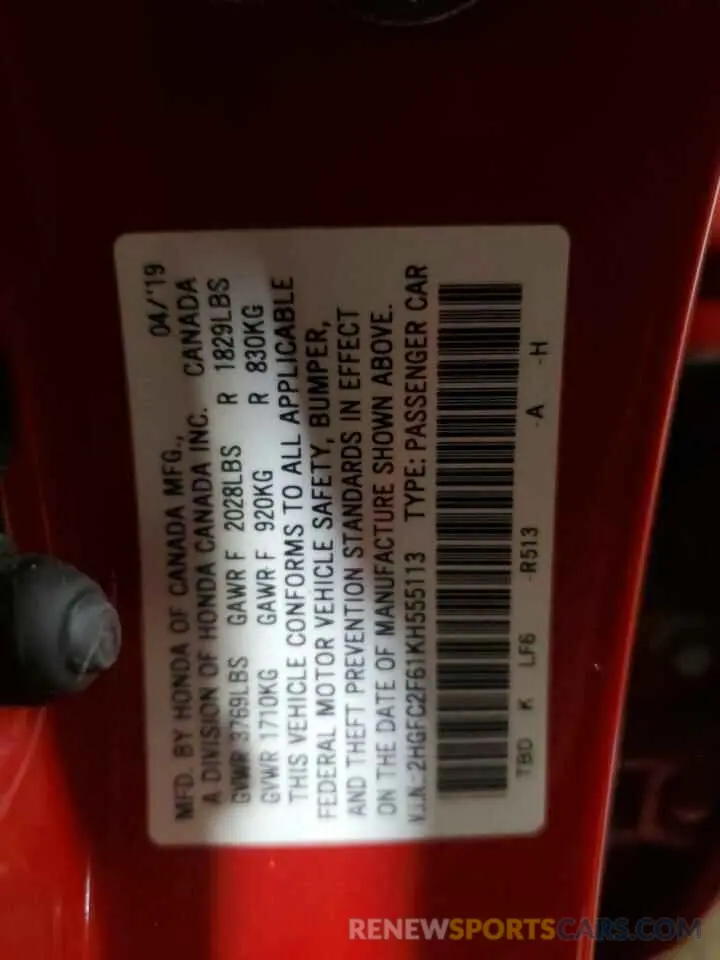 MFD. BY HONDA OF CANADA MFG., 04/'19
A DIVISION OF HONDA CANADA INC. CANADA
GVWR 3769LBS GAWR F 2028LBS R 1829LBS
GVWR 1710KG GAWR F 920KG R 830KG
THIS VEHICLE CONFORMS TO ALL APPLICABLE
FEDERAL MOTOR VEHICLE SAFETY, BUMPER,
AND THEFT PREVENTION STANDARDS IN EFFECT
ON THE DATE OF MANUFACTURE SHOWN ABOVE.
V.I.N.:2HGFC2F61KH555113 TYPE: PASSENGER CAR
TBD K LF6 -R513 -A -H
RENEWSPORTSCARS.COM